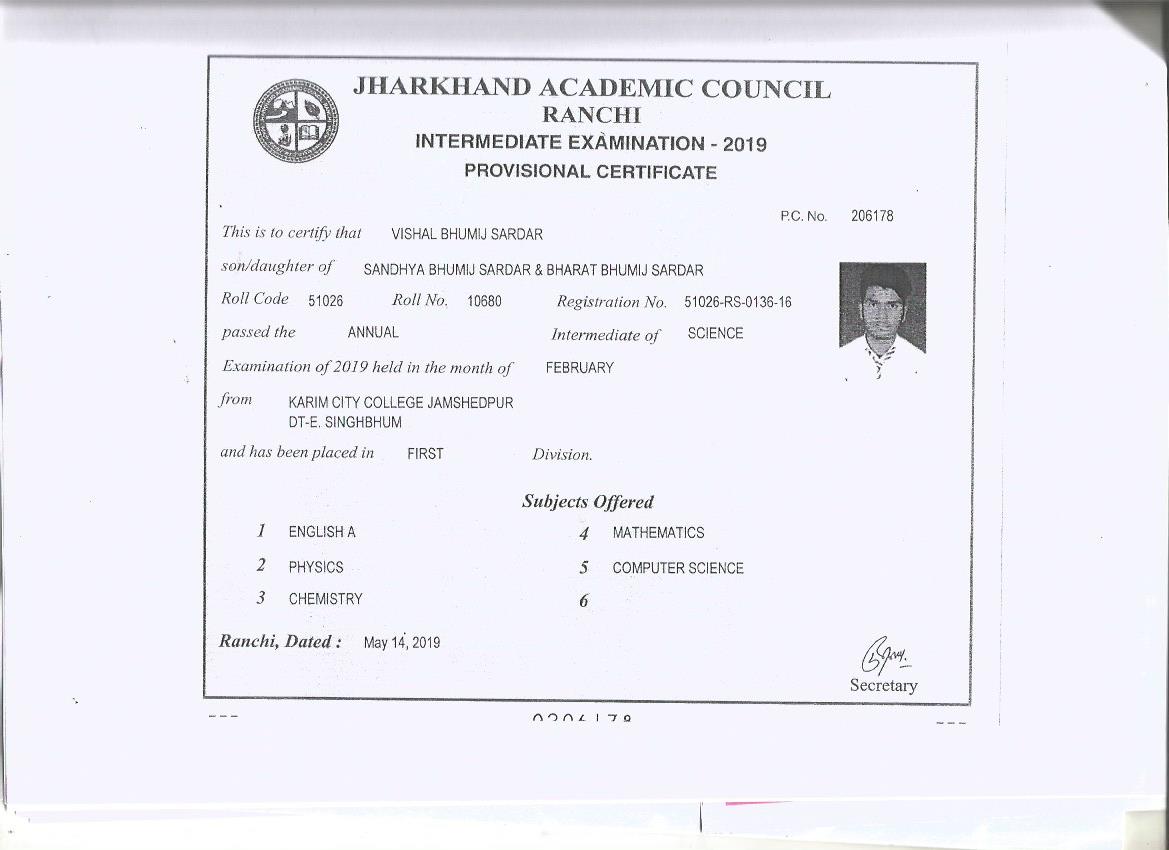 JHARKHAND ACADEMIC COUNCIL
RANCHI
INTERMEDIATE EXAMINATION - 2019
PROVISIONAL CERTIFICATE
P.C. No. 206178
This is to certify that VISHAL BHUMIJ SARDAR
son/daughter of SANDHYA BHUMIJ SARDAR & BHARAT BHUMIJ SARDAR
Roll Code 51026 Roll No. 10680 Registration No. 51026-RS-0136-16
passed the ANNUAL Intermediate of SCIENCE
Examination of 2019 held in the month of FEBRUARY
from KARIM CITY COLLEGE JAMSHEDPUR
DT-E. SINGHBHUM
and has been placed in FIRST Division.
Subjects Offered
1 ENGLISH A 4 MATHEMATICS
2 PHYSICS 5 COMPUTER SCIENCE
3 CHEMISTRY 6
Ranchi, Dated : May 14, 2019
Secretary